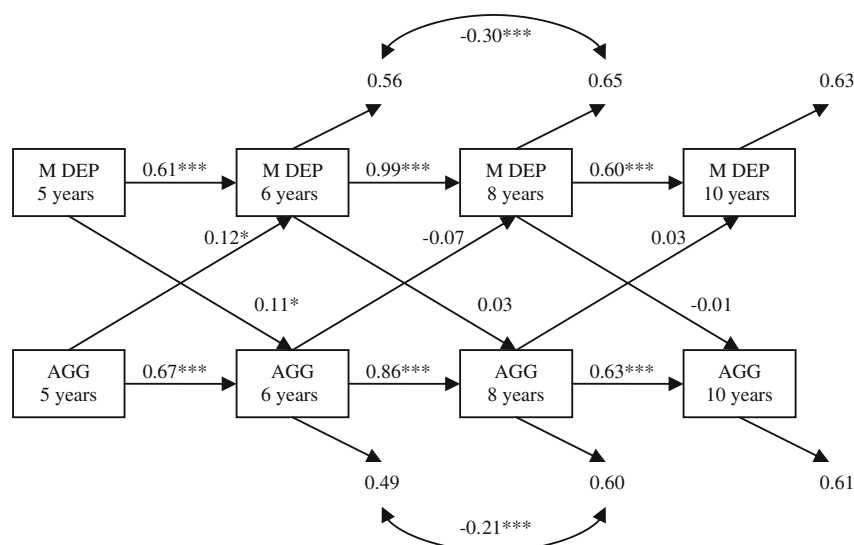 -0.30***
0.56 0.65 0.63
M DEP 0.61*** M DEP 0.99*** M DEP 0.60*** M DEP
5 years 6 years 8 years 10 years
0.12* -0.07 0.03
0.11* 0.03 -0.01
AGG 0.67*** AGG 0.86*** AGG 0.63*** AGG
5 years 6 years 8 years 10 years
0.49 0.60 0.61
-0.21***